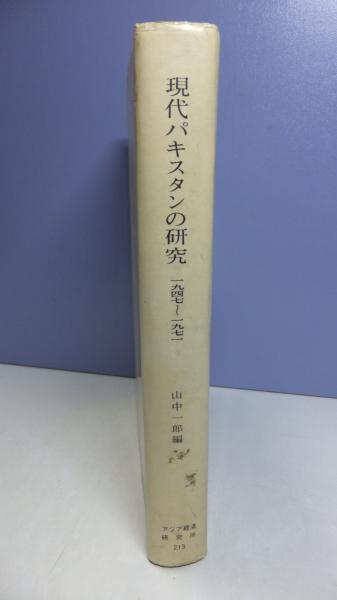 現代パキスタンの研究
一九四七～一九七一
山中一郎編
アジア経済
研究所
213